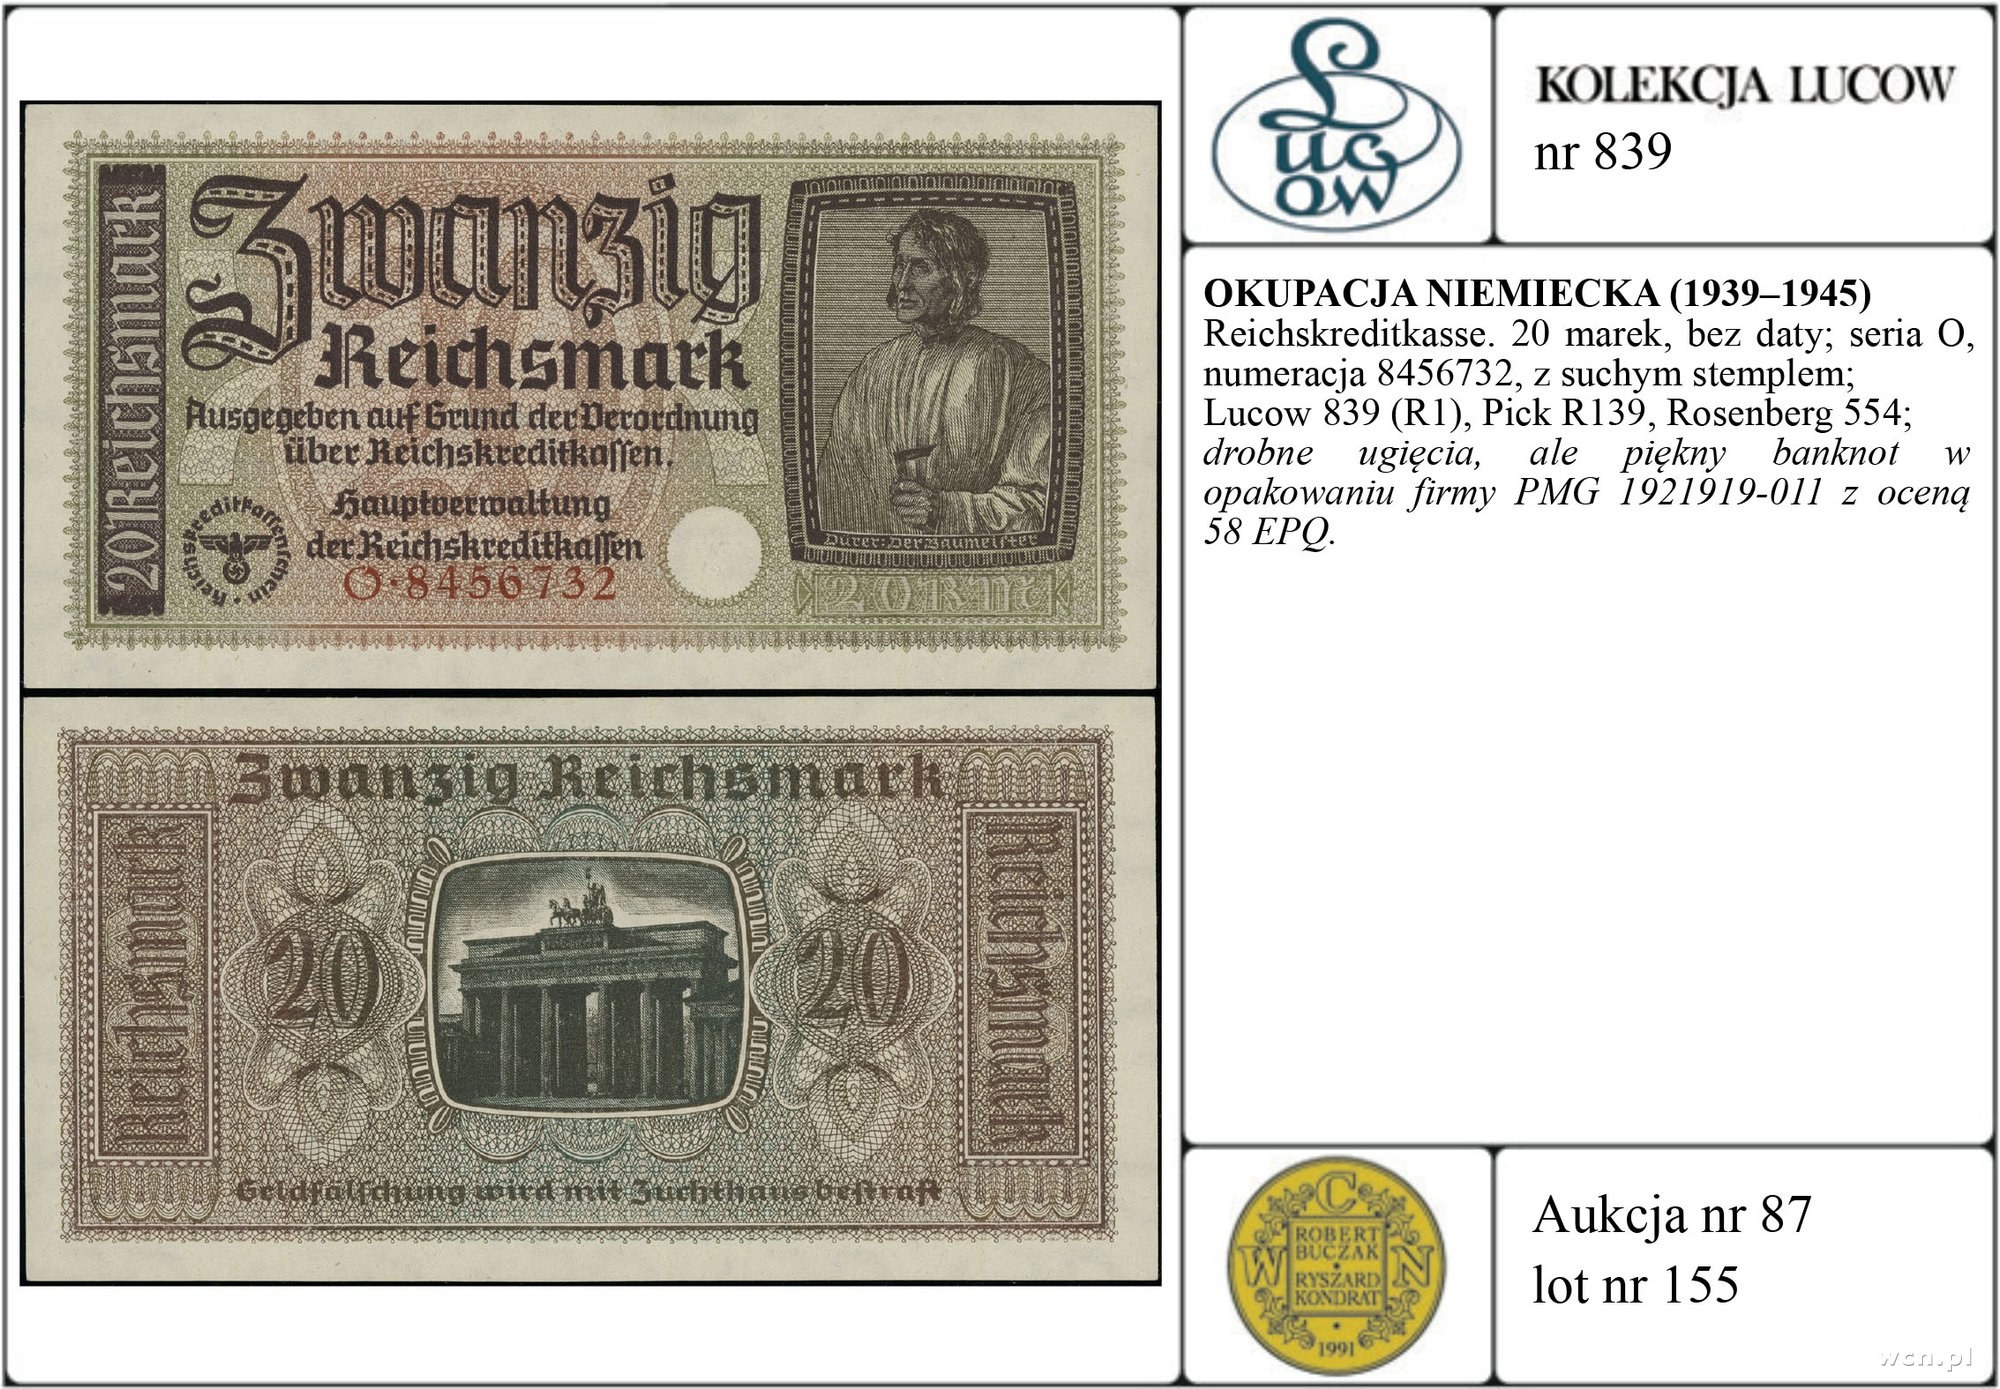 20 Reichsmark
Zwanzig
Reichsmark
Ausgegeben auf Grund der Verordnung
über Reichskreditkassen.
Hauptverwaltung
der Reichskreditkassen
Reichskreditkassenschein
O·8456732
Dürer: Der Baumeister
20 RM
Zwanzig Reichsmark
Reichsmark
20
20
Reichsmark
Geldfälschung wird mit Zuchthaus bestraft
Lugow
KOLEKCJA LUCOW
nr 839
OKUPACJA NIEMIECKA (1939–1945)
Reichskreditkasse. 20 marek, bez daty; seria O,
numeracja 8456732, z suchym stemplem;
Lucow 839 (R1), Pick R139, Rosenberg 554;
drobne ugięcia, ale piękny banknot w
opakowaniu firmy PMG 1921919-011 z oceną
58 EPQ.
W C N
ROBERT
BUCZAK
RYSZARD
KONDRAT
1991
Aukcja nr 87
lot nr 155
wcn.pl